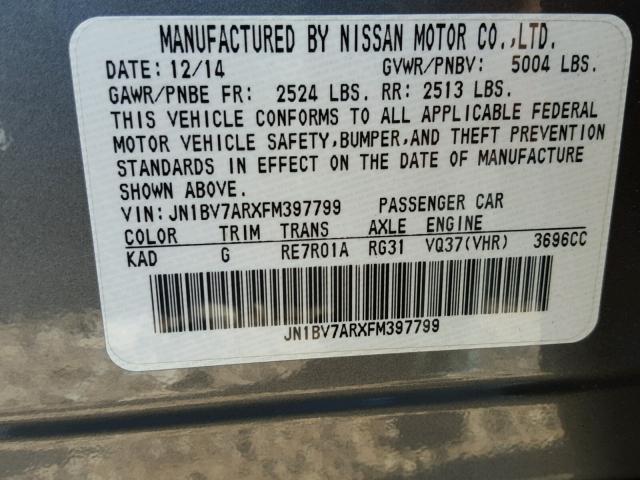 MANUFACTURED BY NISSAN MOTOR CO.,LTD.
DATE: 12/14 GVWR/PNBV: 5004 LBS.
GAWR/PNBE FR: 2524 LBS. RR: 2513 LBS.
THIS VEHICLE CONFORMS TO ALL APPLICABLE FEDERAL
MOTOR VEHICLE SAFETY,BUMPER,AND THEFT PREVENTION
STANDARDS IN EFFECT ON THE DATE OF MANUFACTURE
SHOWN ABOVE.
VIN: JN1BV7ARXFM397799 PASSENGER CAR
COLOR TRIM TRANS AXLE ENGINE
KAD G RE7R01A RG31 VQ37(VHR) 3696CC
JN1BV7ARXFM397799